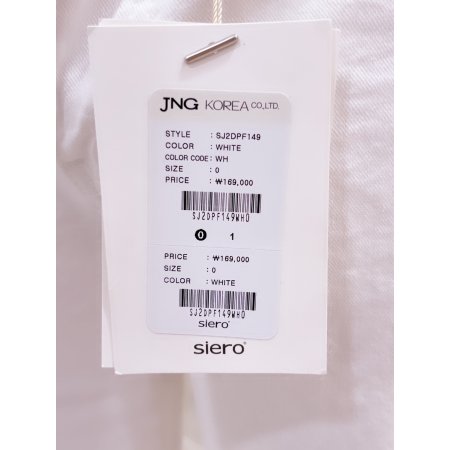 JNG KOREA CO.,LTD.
STYLE : SJ2DPF149
COLOR : WHITE
COLOR CODE : WH
SIZE : 0
PRICE : ₩169,000
SJ2DPF149WH0
0 1
PRICE : ₩169,000
SIZE : 0
COLOR : WHITE
SJ2DPF149WH0
siero
siero